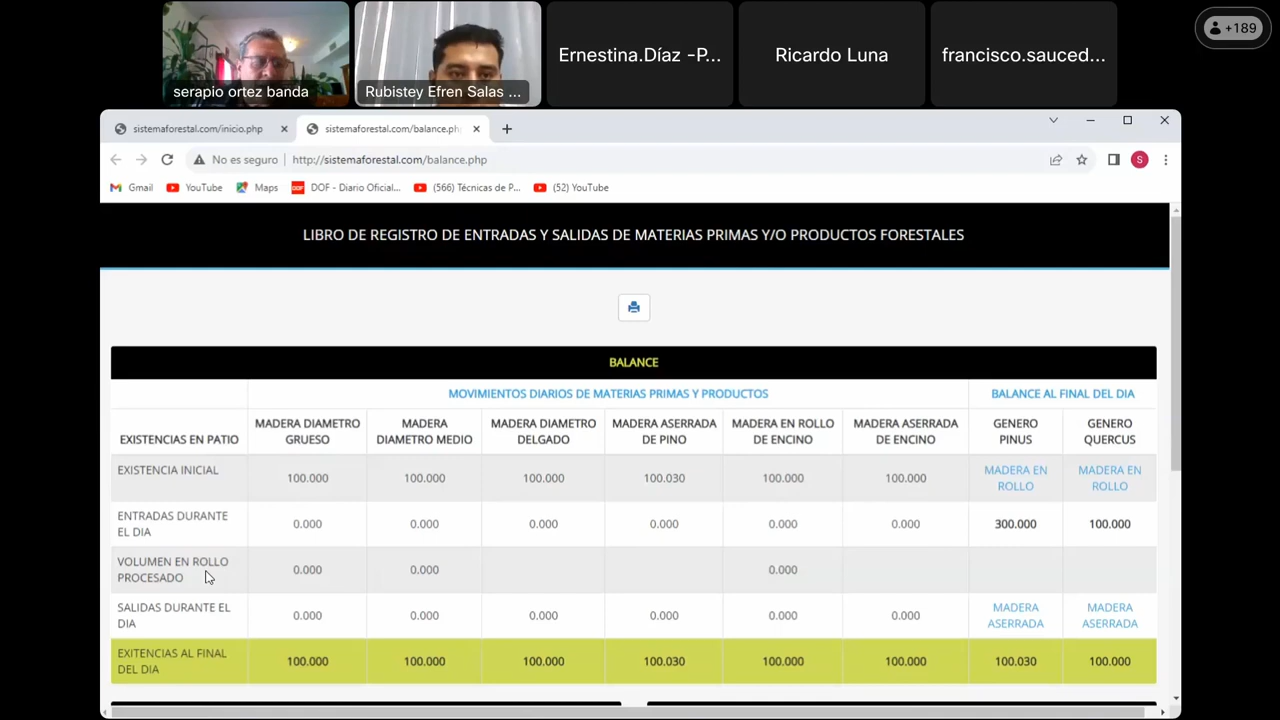 Ernestina.Díaz -P...
Ricardo Luna
francisco.sauced...
+189
serapio ortez banda
Rubistey Efren Salas ...
sistemaforestal.com/inicio.php
sistemaforestal.com/balance.ph
No es seguro
http://sistemaforestal.com/balance.php
S
Gmail
YouTube
Maps
DOF
DOF - Diario Oficial...
(566) Técnicas de P...
(52) YouTube
LIBRO DE REGISTRO DE ENTRADAS Y SALIDAS DE MATERIAS PRIMAS Y/O PRODUCTOS FORESTALES
BALANCE
MOVIMIENTOS DIARIOS DE MATERIAS PRIMAS Y PRODUCTOS
BALANCE AL FINAL DEL DIA
EXISTENCIAS EN PATIO
MADERA DIAMETRO
GRUESO
MADERA
DIAMETRO MEDIO
MADERA DIAMETRO
DELGADO
MADERA ASERRADA
DE PINO
MADERA EN ROLLO
DE ENCINO
MADERA ASERRADA
DE ENCINO
GENERO
PINUS
GENERO
QUERCUS
EXISTENCIA INICIAL
100.000
100.000
100.000
100.030
100.000
100.000
MADERA EN
ROLLO
MADERA EN
ROLLO
ENTRADAS DURANTE
EL DIA
0.000
0.000
0.000
0.000
0.000
0.000
300.000
100.000
VOLUMEN EN ROLLO
PROCESADO
0.000
0.000
0.000
SALIDAS DURANTE EL
DIA
0.000
0.000
0.000
0.000
0.000
0.000
MADERA
ASERRADA
MADERA
ASERRADA
EXITENCIAS AL FINAL
DEL DIA
100.000
100.000
100.000
100.030
100.000
100.000
100.030
100.000